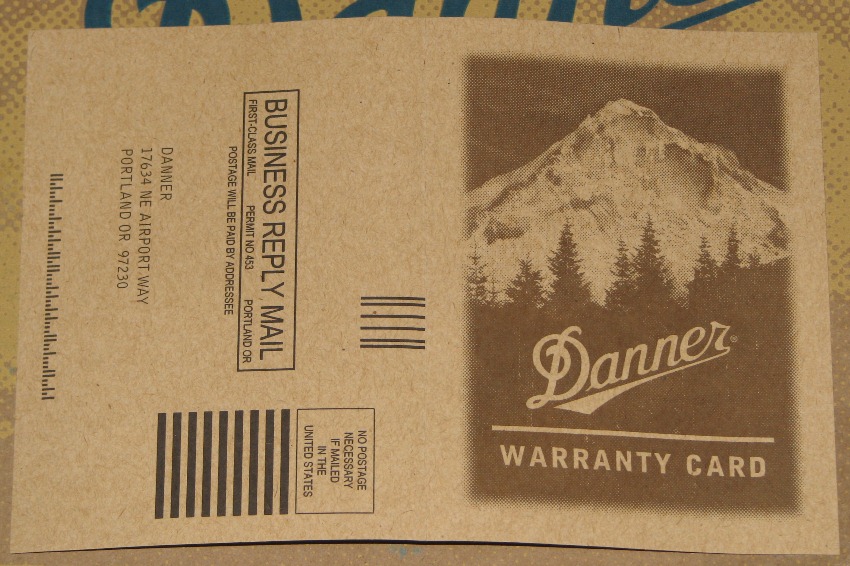 Danner®
WARRANTY CARD
NO POSTAGE
NECESSARY
IF MAILED
IN THE
UNITED STATES
BUSINESS REPLY MAIL
FIRST-CLASS MAIL PERMIT NO 453 PORTLAND OR
POSTAGE WILL BE PAID BY ADDRESSEE
DANNER
17634 NE AIRPORT WAY
PORTLAND OR 97230